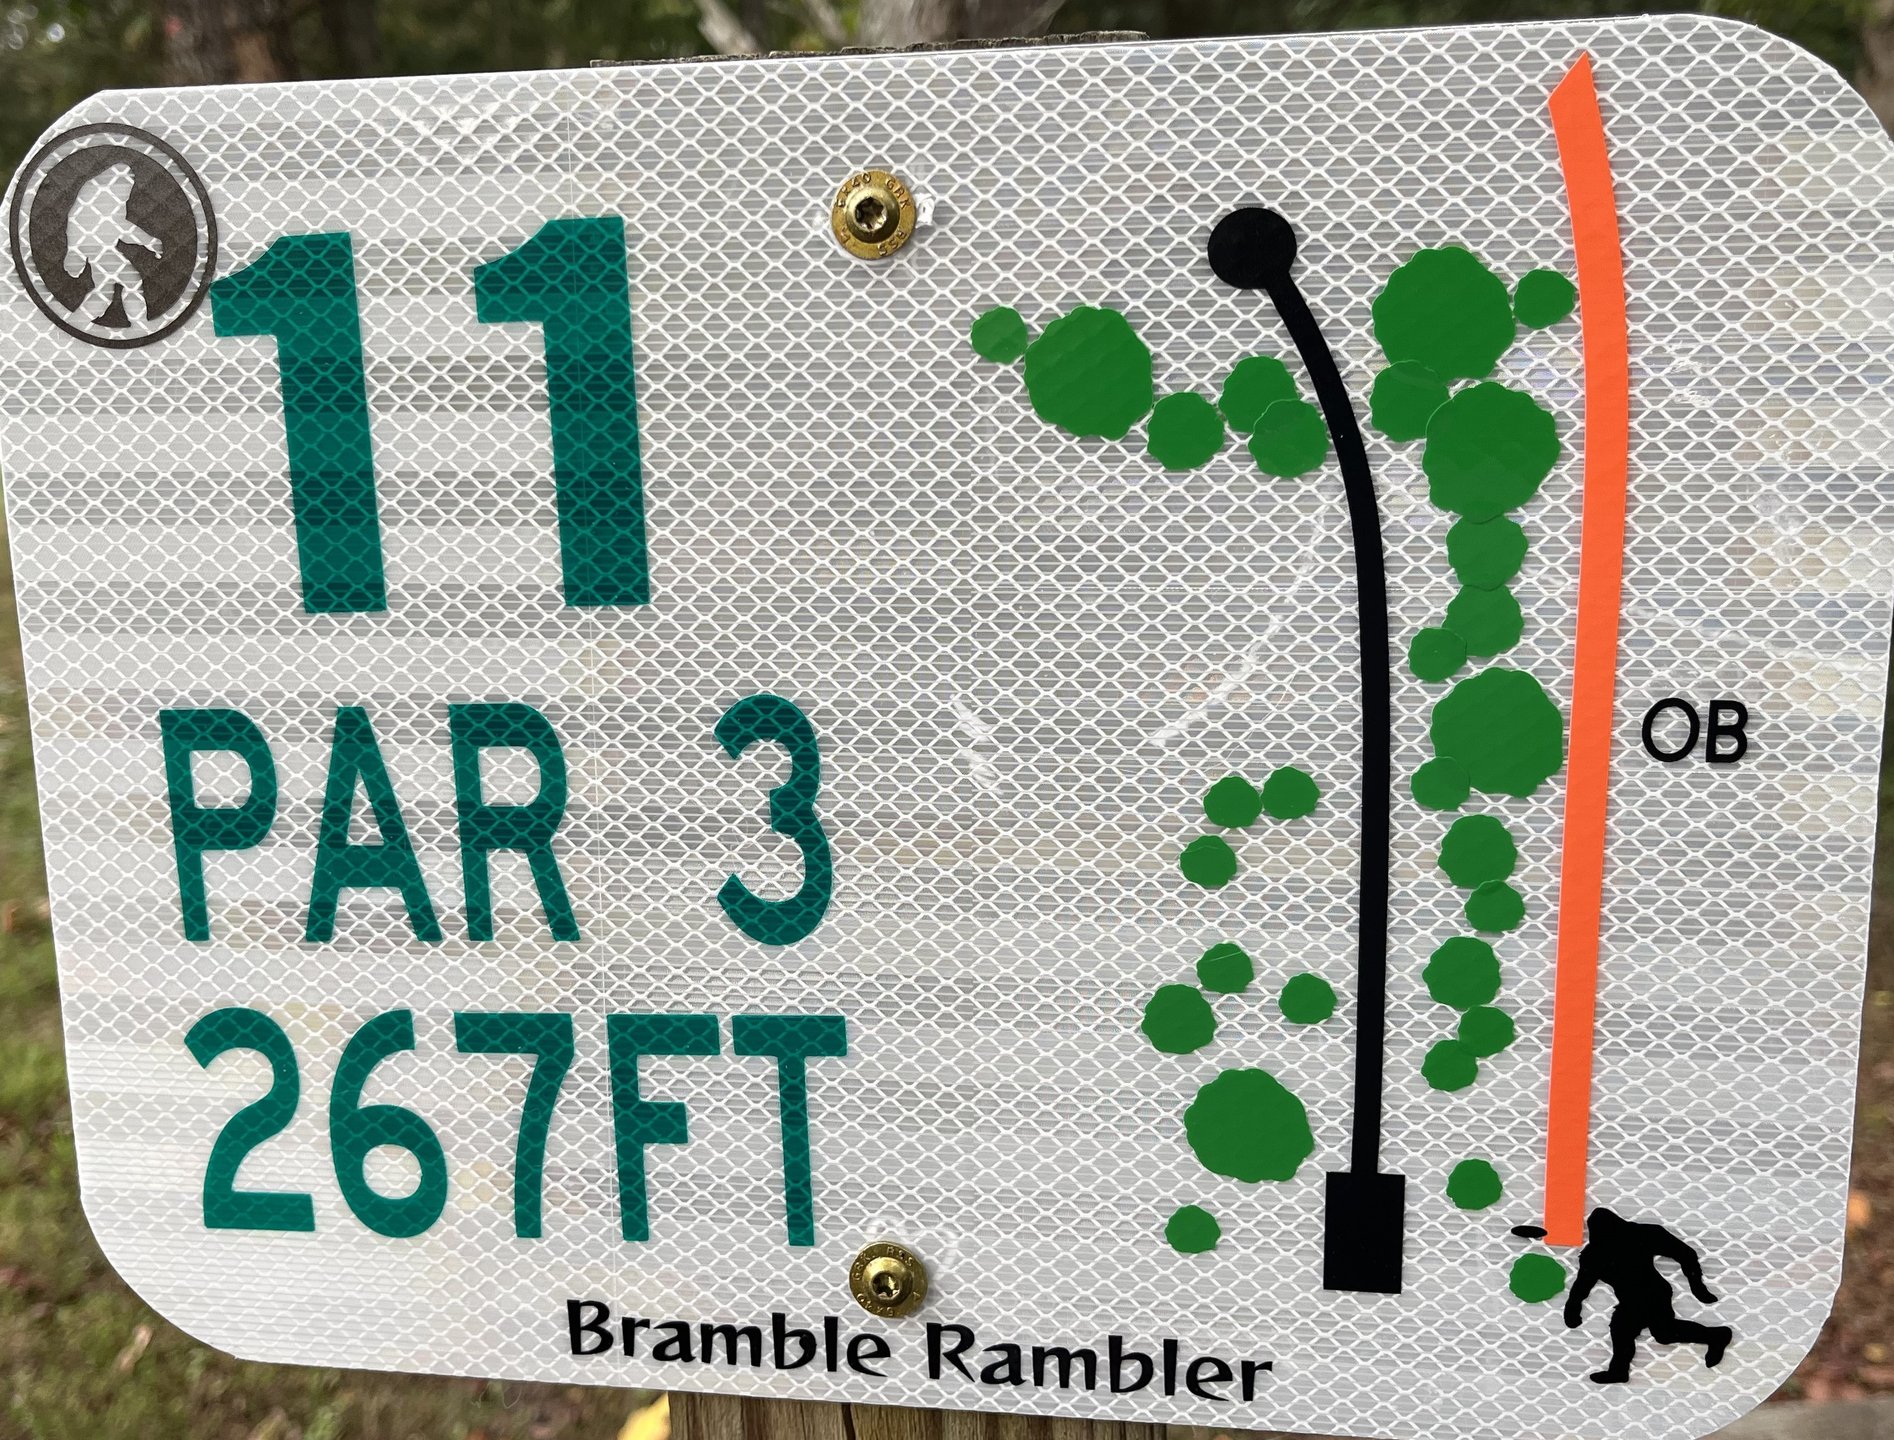 11
PAR 3
267FT
OB
Bramble Rambler